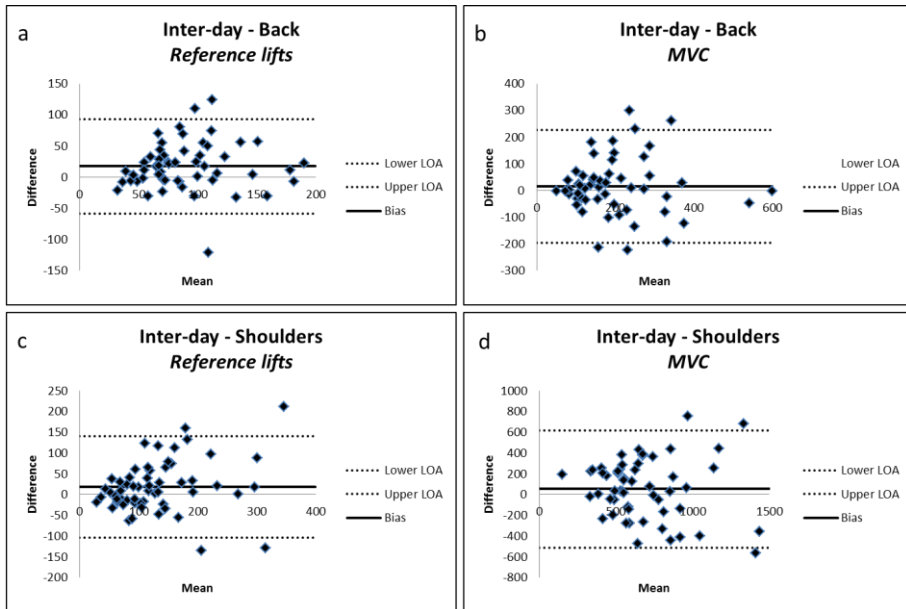 a
Inter-day - Back
Reference lifts
150
100
50
0
-50
-100
-150
0
50
100
150
200
Difference
Mean
Lower LOA
Upper LOA
Bias
b
Inter-day - Back
MVC
400
300
200
100
0
-100
-200
-300
0
200
400
600
Difference
Mean
Lower LOA
Upper LOA
Bias
c
Inter-day - Shoulders
Reference lifts
250
200
150
100
50
0
-50
-100
-150
-200
0
100
200
300
400
Difference
Mean
Lower LOA
Upper LOA
Bias
d
Inter-day - Shoulders
MVC
1000
800
600
400
200
0
-200
-400
-600
-800
0
500
1000
1500
Difference
Mean
Lower LOA
Upper LOA
Bias